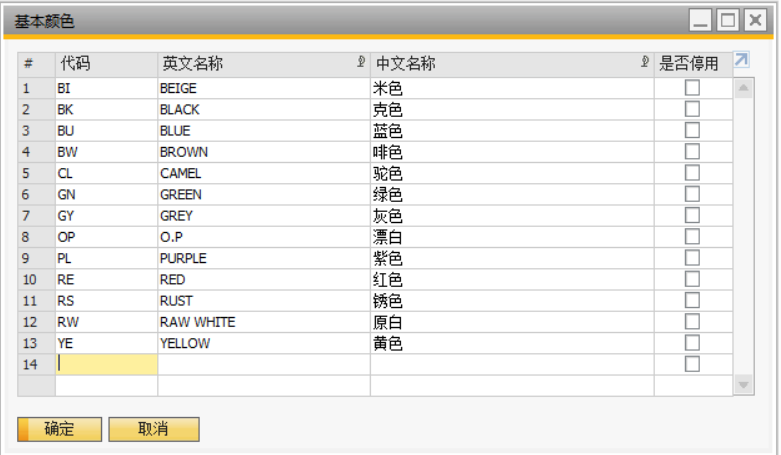 基本颜色
# 代码 英文名称 中文名称 是否停用
1 BI BEIGE 米色
2 BK BLACK 克色
3 BU BLUE 蓝色
4 BW BROWN 啡色
5 CL CAMEL 驼色
6 GN GREEN 绿色
7 GY GREY 灰色
8 OP O.P 漂白
9 PL PURPLE 紫色
10 RE RED 红色
11 RS RUST 锈色
12 RW RAW WHITE 原白
13 YE YELLOW 黄色
14
确定 取消